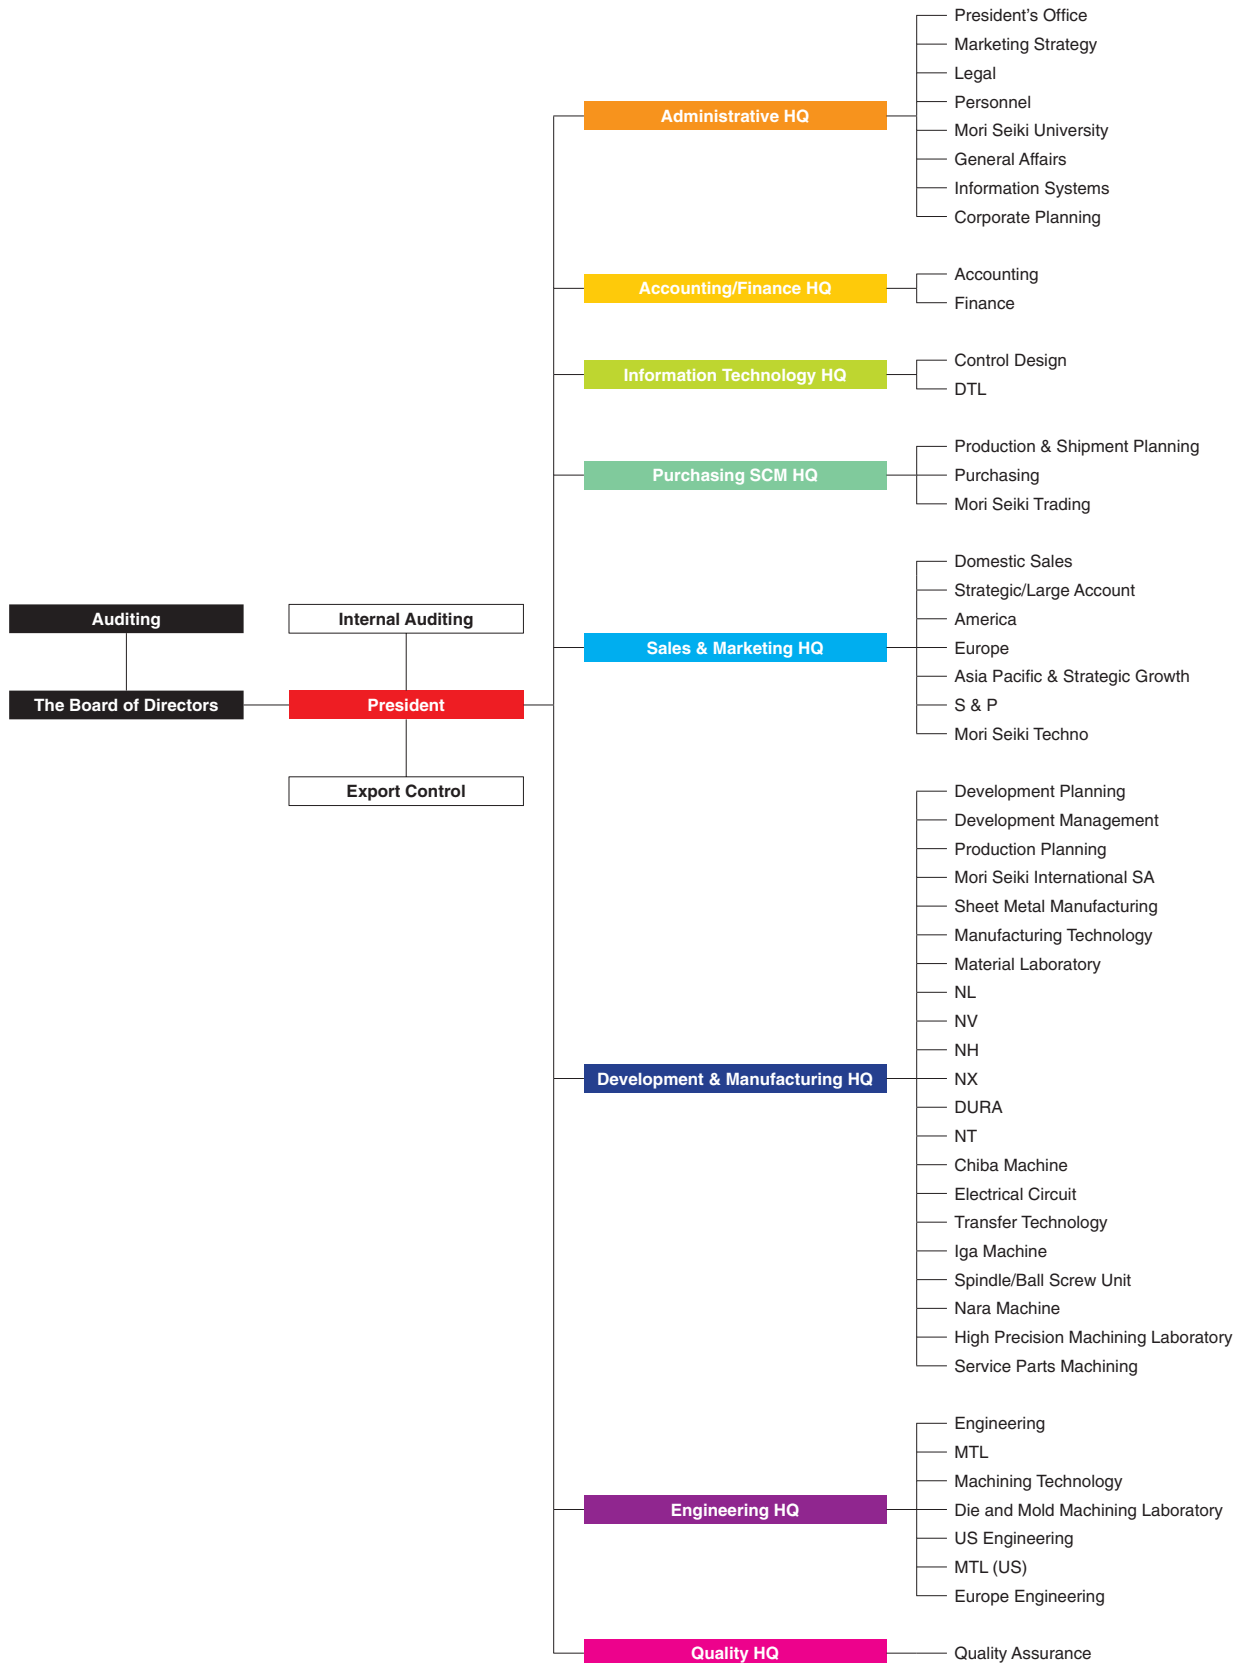 Auditing
The Board of Directors
Internal Auditing
President
Export Control
Administrative HQ
President’s Office
Marketing Strategy
Legal
Personnel
Mori Seiki University
General Affairs
Information Systems
Corporate Planning
Accounting/Finance HQ
Accounting
Finance
Information Technology HQ
Control Design
DTL
Purchasing SCM HQ
Production & Shipment Planning
Purchasing
Mori Seiki Trading
Sales & Marketing HQ
Domestic Sales
Strategic/Large Account
America
Europe
Asia Pacific & Strategic Growth
S & P
Mori Seiki Techno
Development & Manufacturing HQ
Development Planning
Development Management
Production Planning
Mori Seiki International SA
Sheet Metal Manufacturing
Manufacturing Technology
Material Laboratory
NL
NV
NH
NX
DURA
NT
Chiba Machine
Electrical Circuit
Transfer Technology
Iga Machine
Spindle/Ball Screw Unit
Nara Machine
High Precision Machining Laboratory
Service Parts Machining
Engineering HQ
Engineering
MTL
Machining Technology
Die and Mold Machining Laboratory
US Engineering
MTL (US)
Europe Engineering
Quality HQ
Quality Assurance